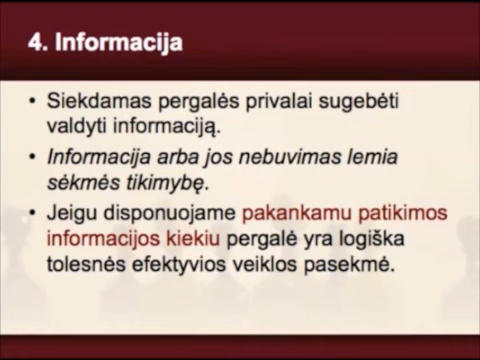 4. Informacija
• Siekdamas pergalės privalai sugebėti
valdyti informaciją.
• Informacija arba jos nebuvimas lemia
sėkmės tikimybę.
• Jeigu disponuojame pakankamu patikimos
informacijos kiekiu pergalė yra logiška
tolesnės efektyvios veiklos pasekmė.